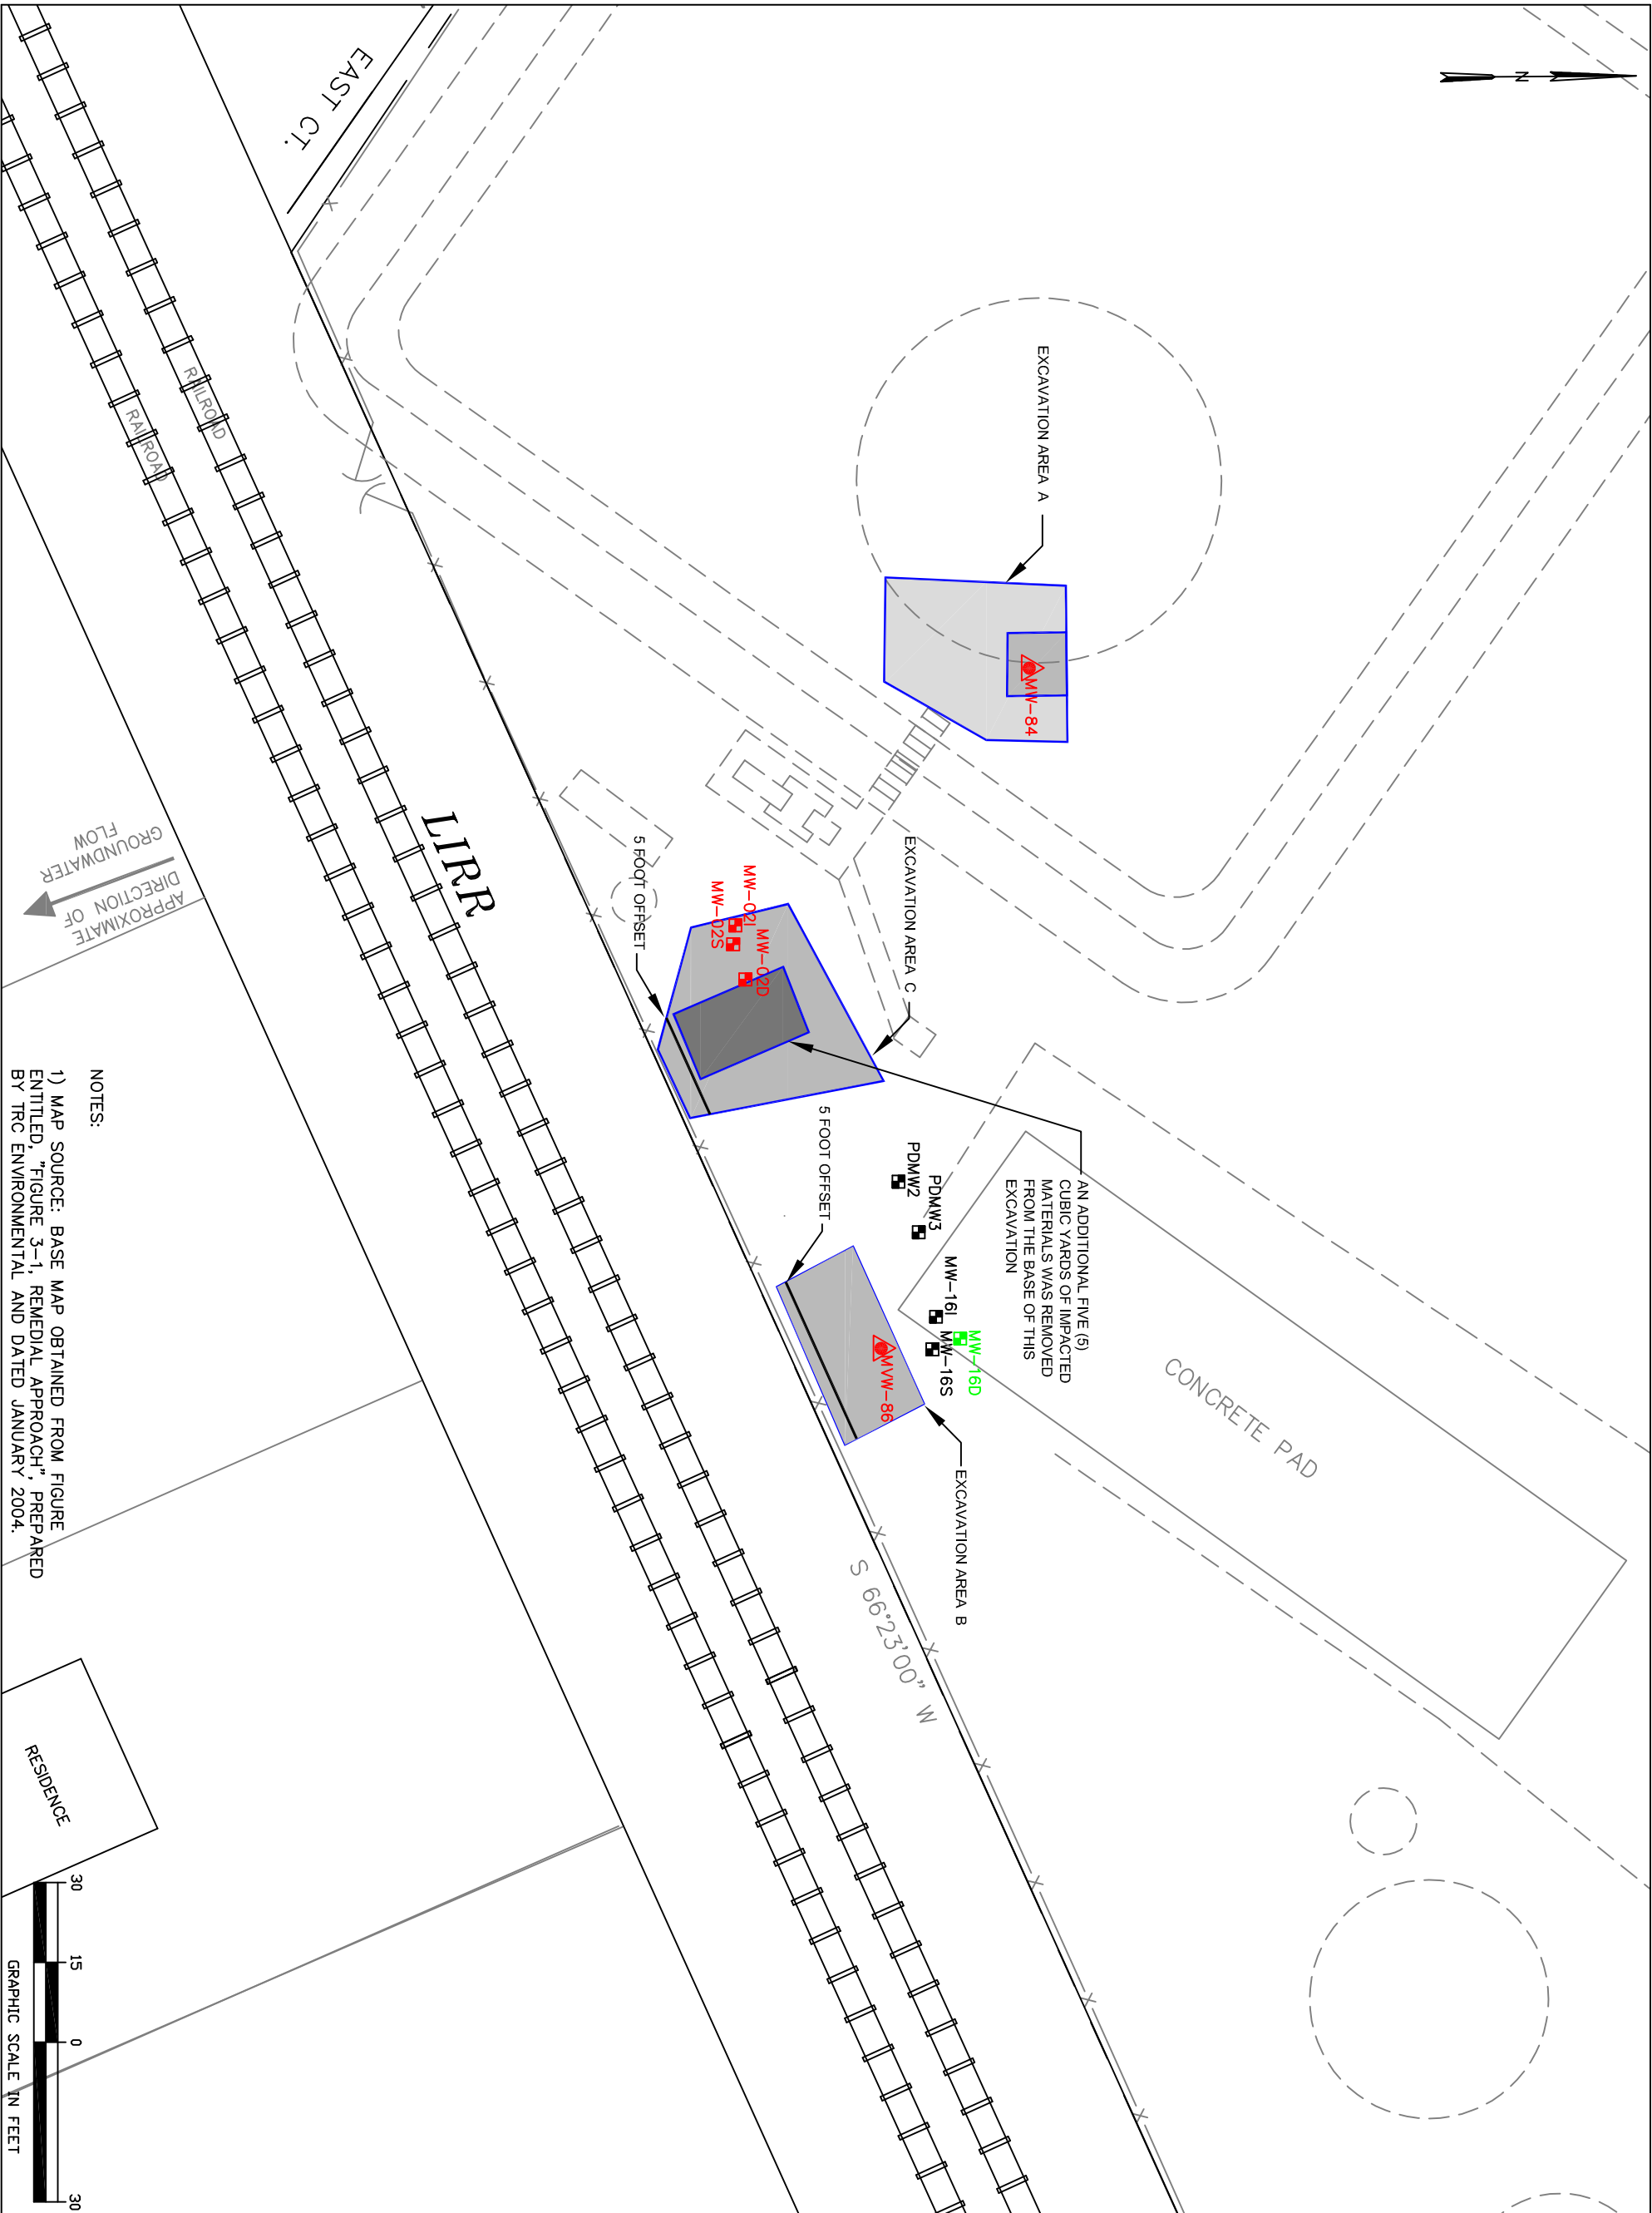 N
EAST CT.
RAILROAD
RAILROAD
EXCAVATION AREA A
MW-84
LIRR
APPROXIMATE
DIRECTION OF
GROUNDWATER
FLOW
5 FOOT OFFSET
MW-02I
MW-02S
MW-02D
EXCAVATION AREA C
AN ADDITIONAL FIVE (5)
CUBIC YARDS OF IMPACTED
MATERIALS WAS REMOVED
FROM THE BASE OF THIS
EXCAVATION
5 FOOT OFFSET
PDMW2
PDMW3
MW-16I
MW-16D
MW-16S
MVW-86
EXCAVATION AREA B
CONCRETE PAD
S 66°23'00" W
NOTES:
1) MAP SOURCE: BASE MAP OBTAINED FROM FIGURE
ENTITLED, "FIGURE 3-1, REMEDIAL APPROACH", PREPARED
BY TRC ENVIRONMENTAL AND DATED JANUARY 2004.
RESIDENCE
30 15 0 30
GRAPHIC SCALE IN FEET